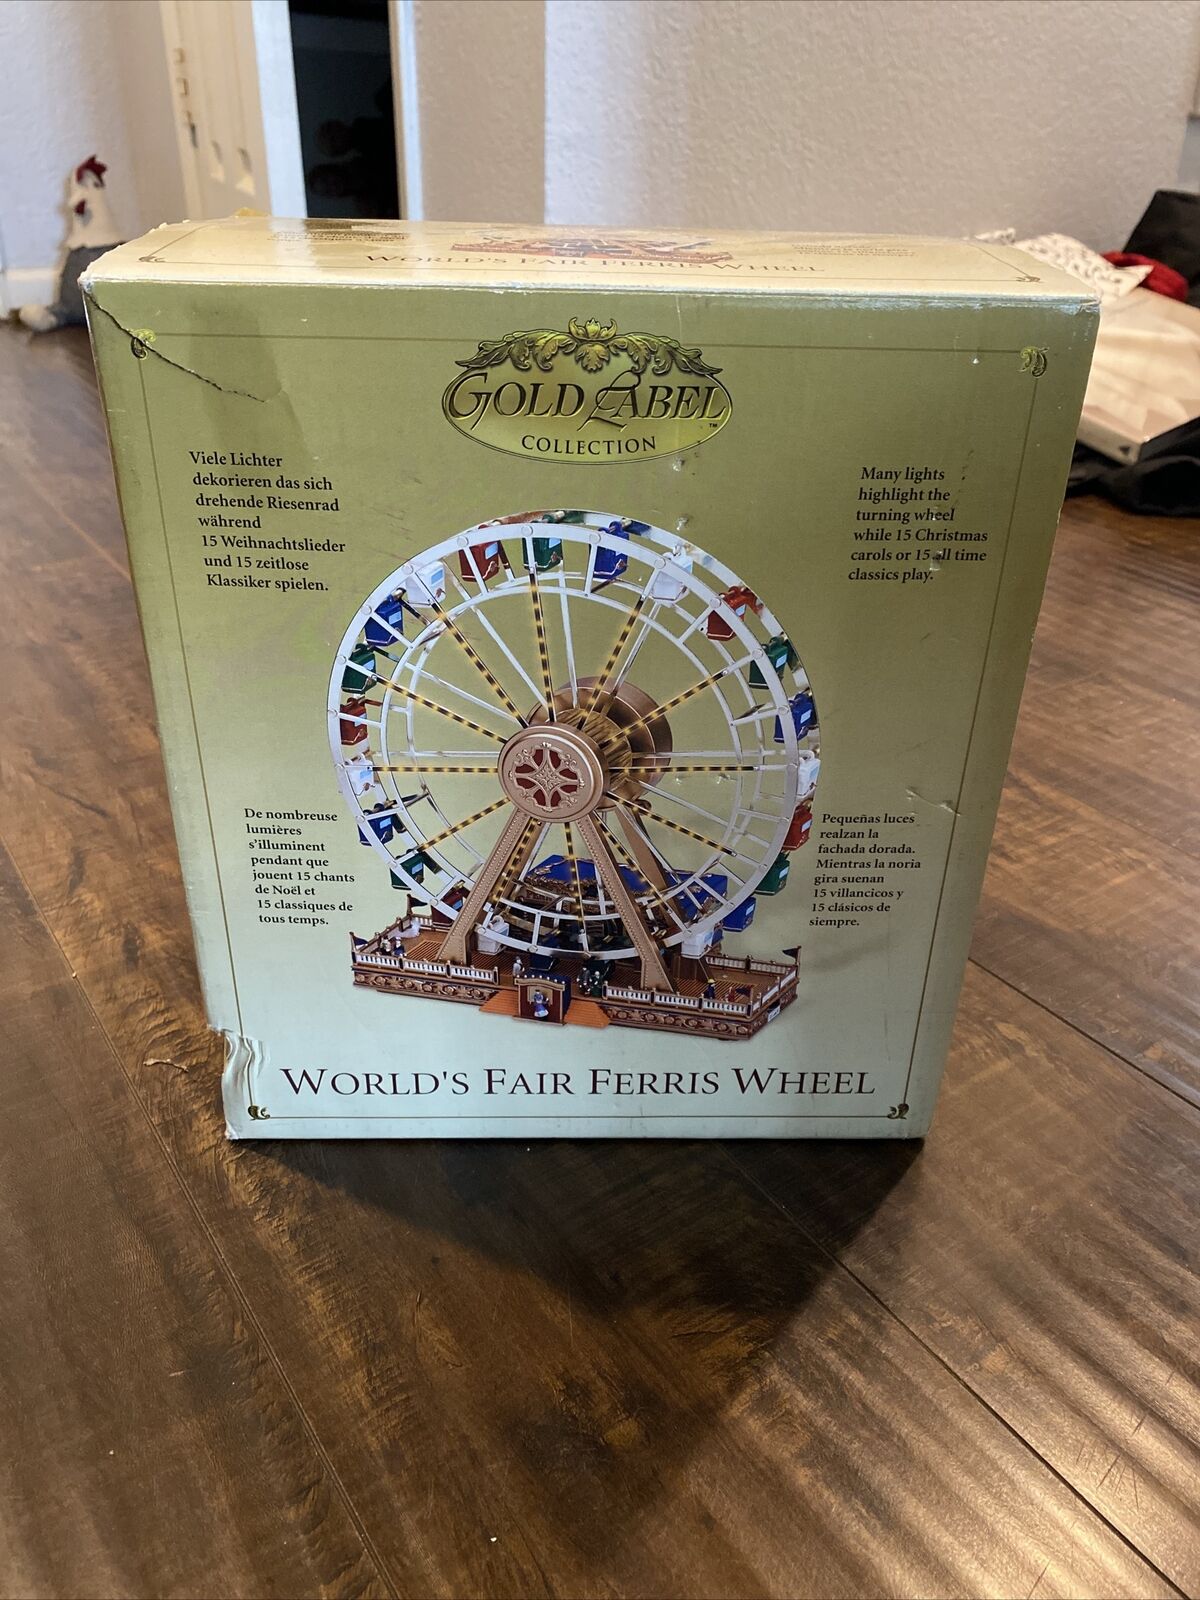 WORLD'S FAIR FERRIS WHEEL
GOLD LABEL
™
COLLECTION
Viele Lichter
dekorieren das sich
drehende Riesenrad
während
15 Weihnachtslieder
und 15 zeitlose
Klassiker spielen.
Many lights
highlight the
turning wheel
while 15 Christmas
carols or 15 all time
classics play.
De nombreuse
lumières
s'illuminent
pendant que
jouent 15 chants
de Noël et
15 classiques de
tous temps.
Pequeñas luces
realzan la
fachada dorada.
Mientras la noria
gira suenan
15 villancicos y
15 clásicos de
siempre.
WORLD'S FAIR FERRIS WHEEL